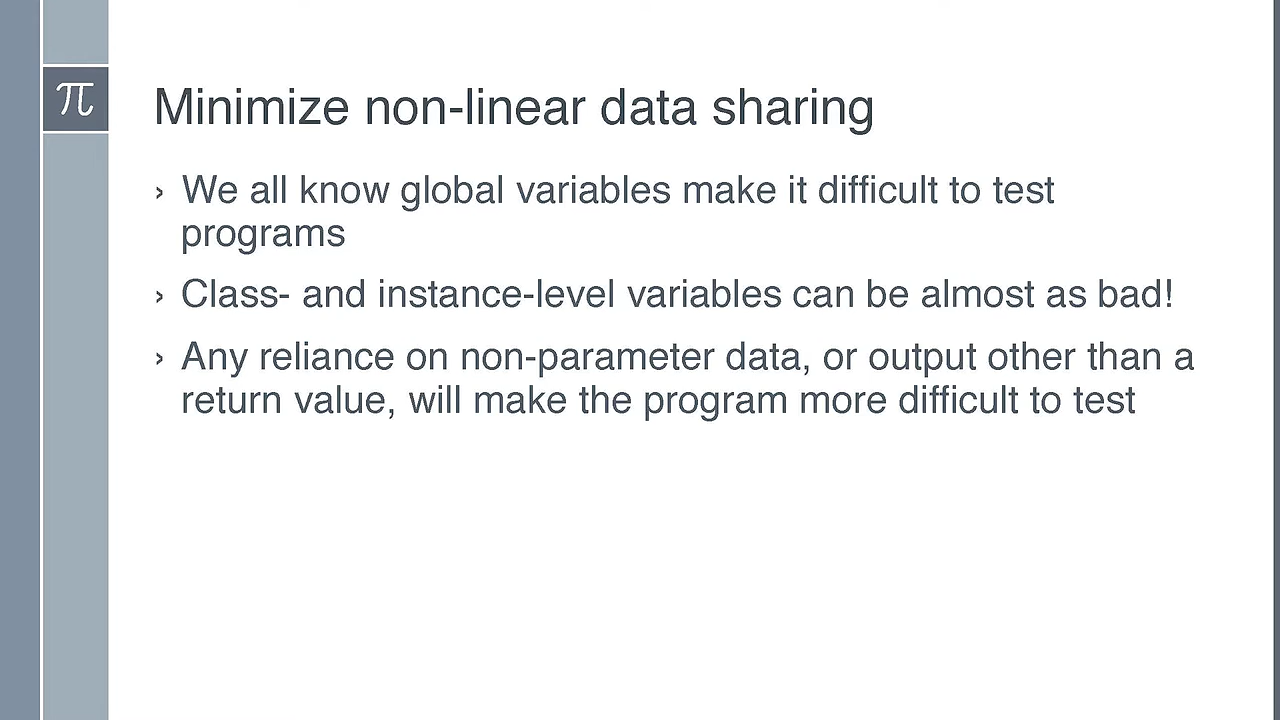 π
Minimize non-linear data sharing
› We all know global variables make it difficult to test
programs
› Class- and instance-level variables can be almost as bad!
› Any reliance on non-parameter data, or output other than a
return value, will make the program more difficult to test